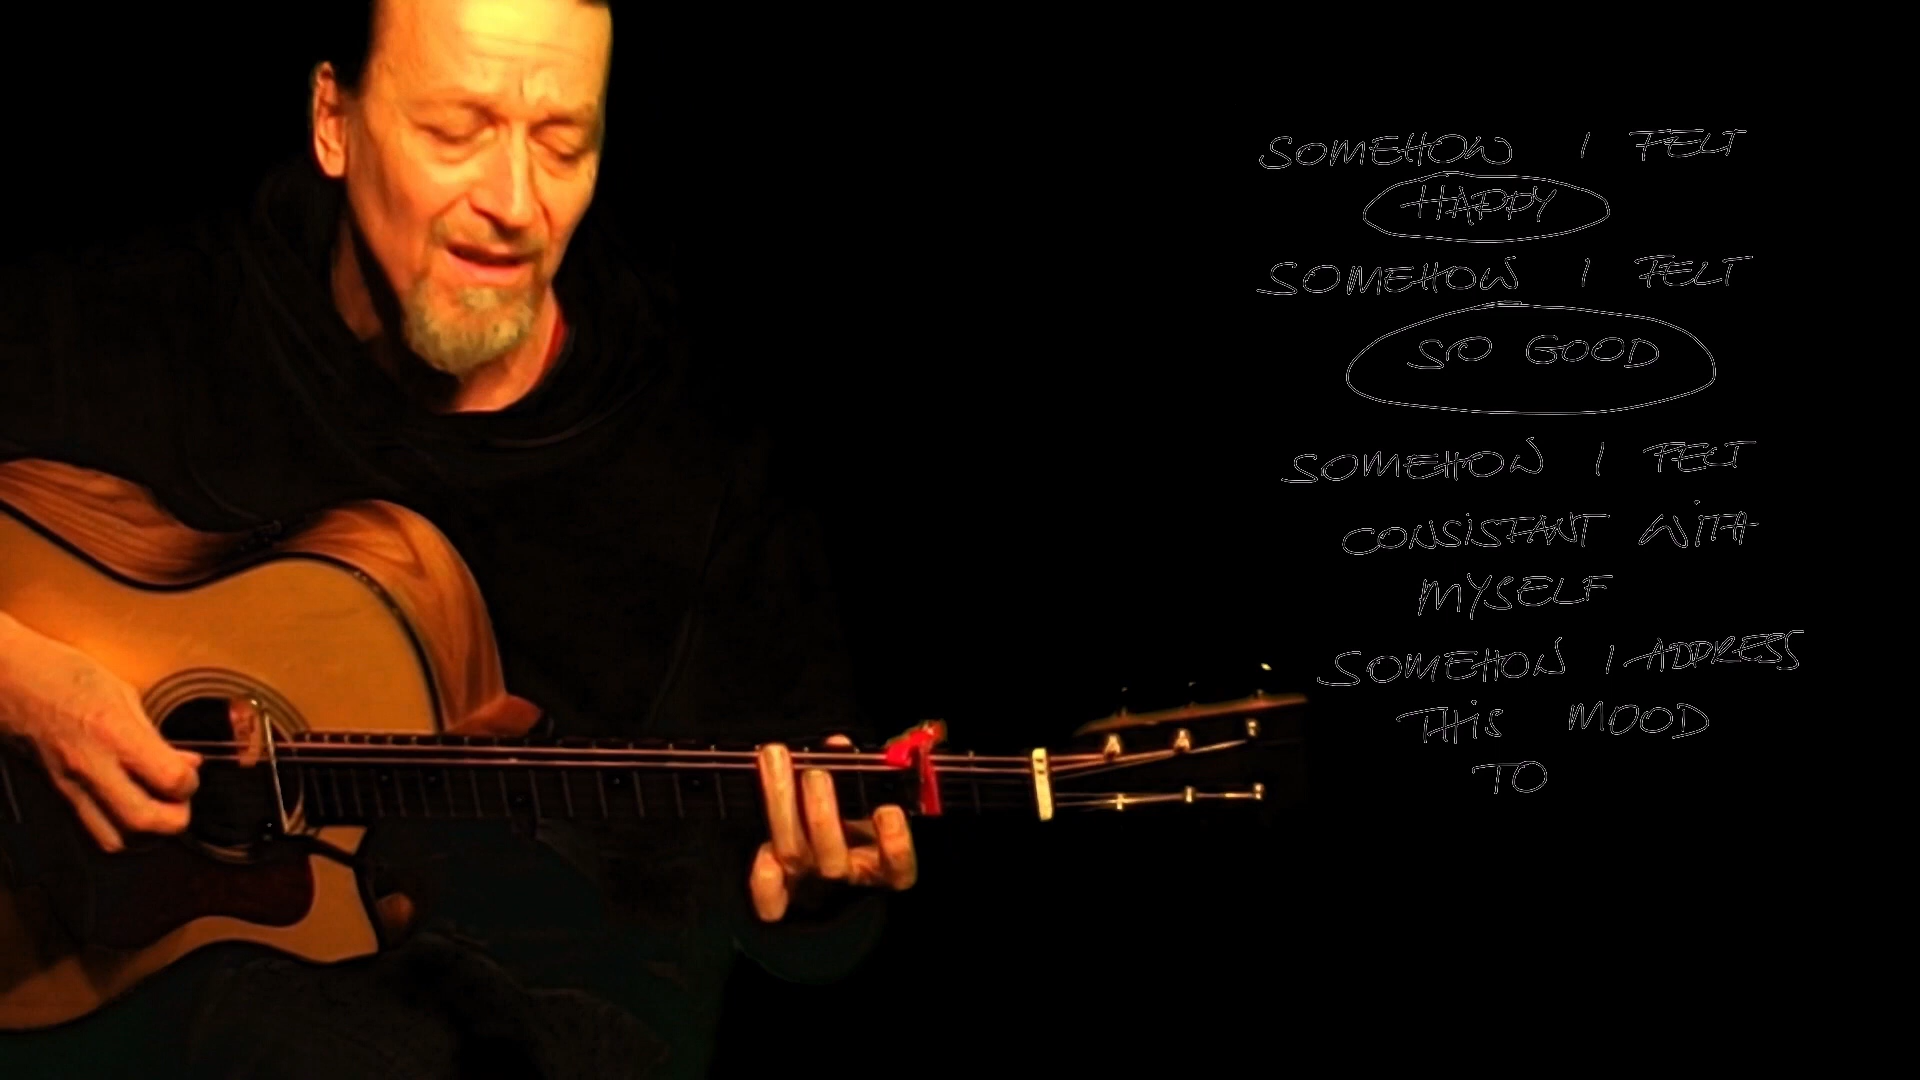 SOMEHOW I FELT
HAPPY
SOMEHOW I FELT
SO GOOD
SOMEHOW I FELT
CONSISTANT WITH
MYSELF
SOMEHOW I ADDRESS
THIS MOOD
TO